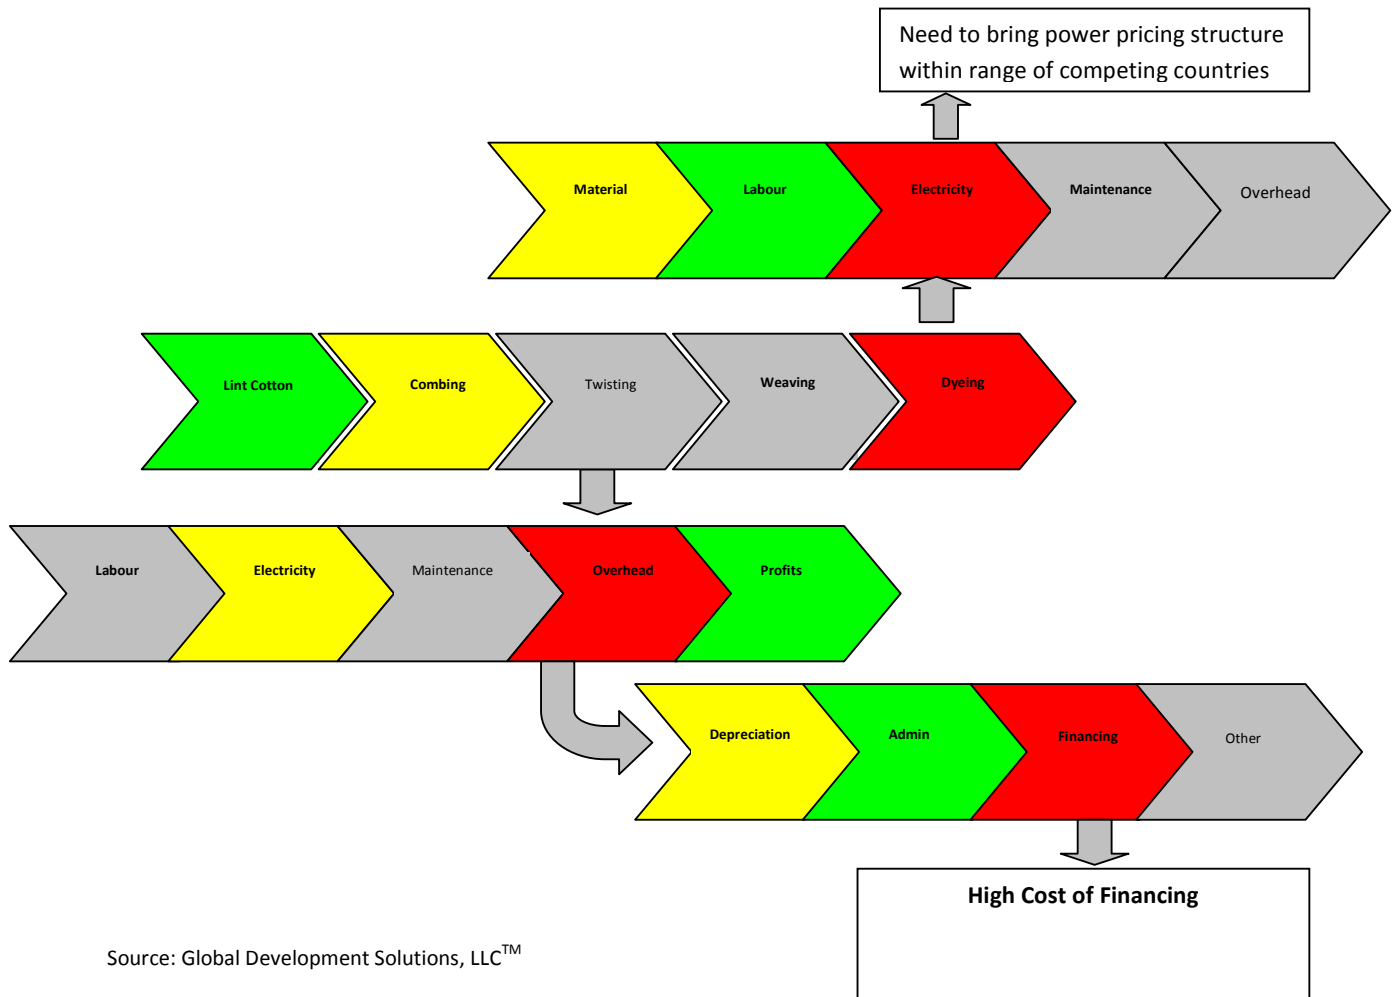 Need to bring power pricing structure
within range of competing countries
Material
Labour
Electricity
Maintenance
Overhead
Lint Cotton
Combing
Twisting
Weaving
Dyeing
Labour
Electricity
Maintenance
Overhead
Profits
Depreciation
Admin
Financing
Other
High Cost of Financing
Source: Global Development Solutions, LLC™